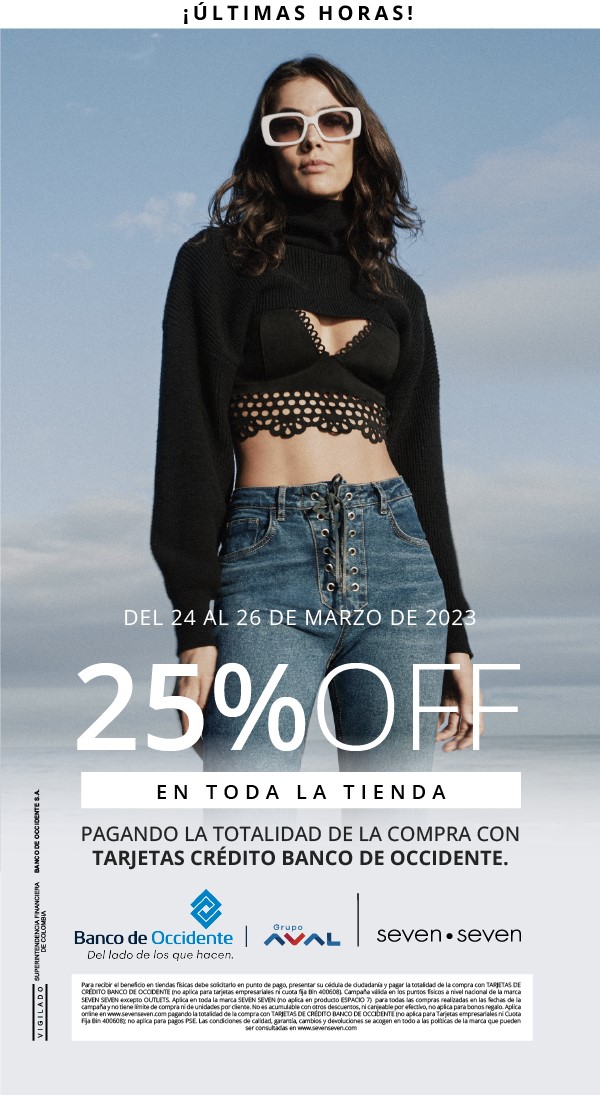 ¡ÚLTIMAS HORAS!
DEL 24 AL 26 DE MARZO DE 2023
25%OFF
EN TODA LA TIENDA
PAGANDO LA TOTALIDAD DE LA COMPRA CON
TARJETAS CRÉDITO BANCO DE OCCIDENTE.
Banco de Occidente
Del lado de los que hacen.
Grupo
AVAL
seven•seven
VIGILADO
SUPERINTENDENCIA FINANCIERA
DE COLOMBIA
BANCO DE OCCIDENTE S.A.
Para recibir el beneficio en tiendas físicas debe solicitarlo en punto de pago, presentar su cédula de ciudadanía y pagar la totalidad de la compra con TARJETAS DE
CRÉDITO BANCO DE OCCIDENTE (no aplica para tarjetas empresariales ni cuota fija Bin 400608). Campaña válida en los puntos físicos a nivel nacional de la marca
SEVEN SEVEN excepto OUTLETS. Aplica en toda la marca SEVEN SEVEN (no aplica en producto ESPACIO 7) para todas las compras realizadas en las fechas de la
campaña y no tiene límite de compra ni de unidades por cliente. No es acumulable con otros descuentos, ni canjeable por efectivo, no aplica para bonos regalo. Aplica
online en www.sevenseven.com pagando la totalidad de la compra con TARJETAS DE CRÉDITO BANCO DE OCCIDENTE (no aplica para Tarjetas empresariales ni Cuota
Fija Bin 400608); no aplica para pagos PSE. Las condiciones de calidad, garantía, cambios y devoluciones se acogen en todo a las políticas de la marca que pueden
ser consultadas en www.sevenseven.com